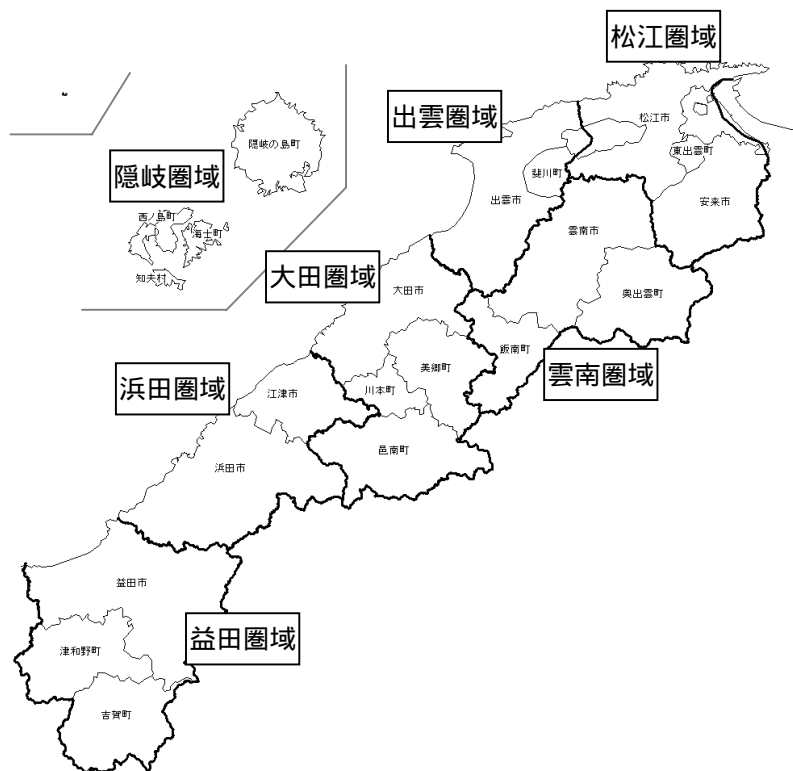 松江圏域
出雲圏域
松江市
隠岐の島町
東出雲町
隠岐圏域
斐川町
出雲市
安来市
西ノ島町
海士町
雲南市
知夫村
大田圏域
大田市
奥出雲町
飯南町
美郷町
雲南圏域
浜田圏域
江津市
川本町
邑南町
浜田市
益田市
益田圏域
津和野町
吉賀町